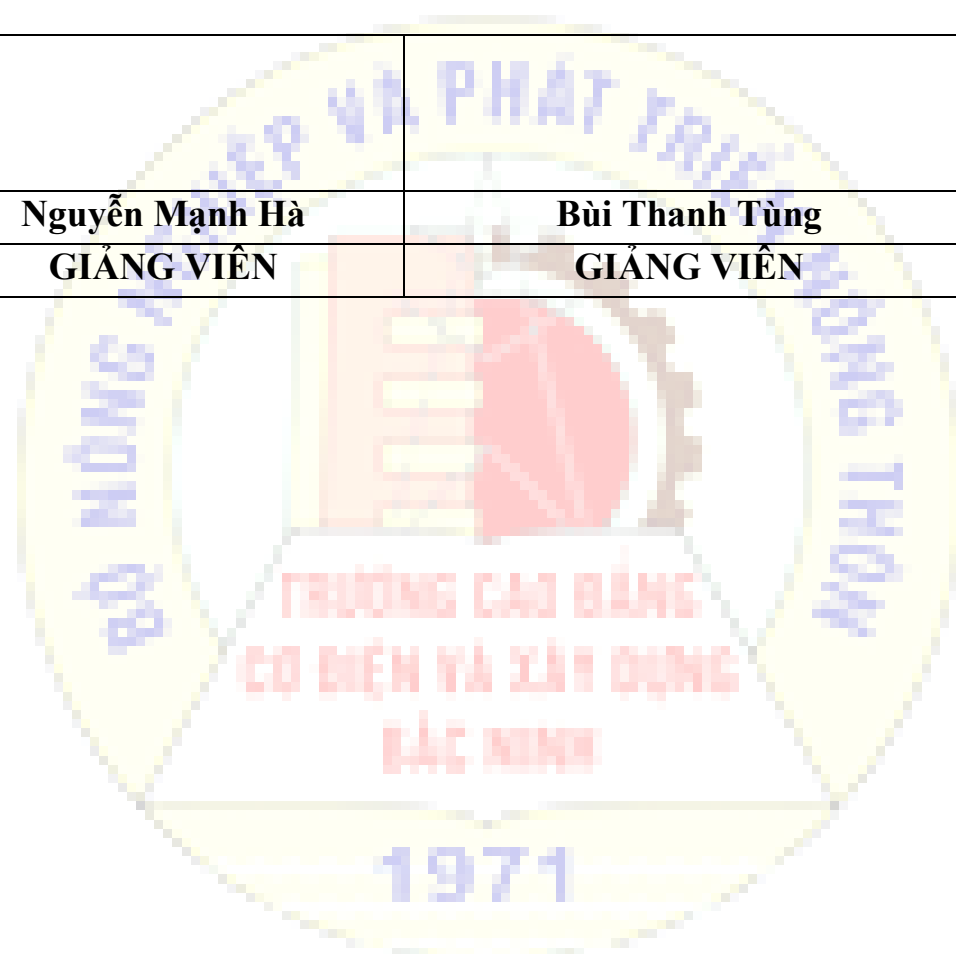 BỘ NÔNG NGHIỆP VÀ PHÁT TRIỂN NÔNG THÔN
Nguyễn Mạnh Hà Bùi Thanh Tùng
GIẢNG VIÊN GIẢNG VIÊN
TRƯỜNG CAO ĐẲNG
CƠ ĐIỆN VÀ XÂY DỰNG
BẮC NINH
1971